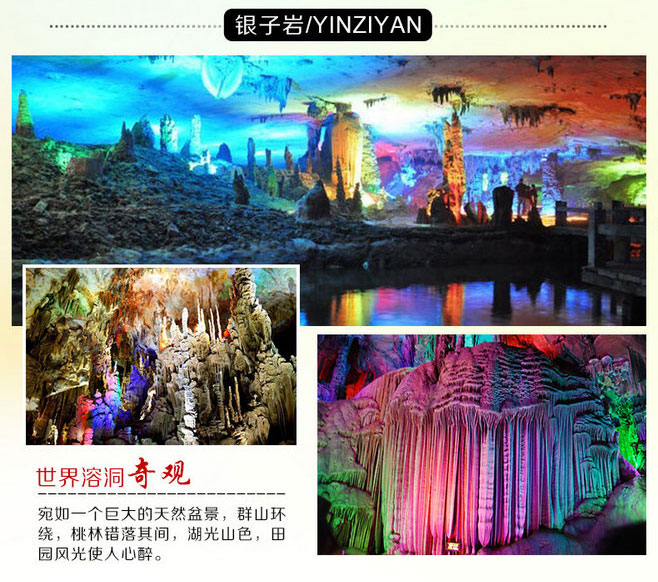 银子岩/YINZIYAN
世界溶洞奇观
宛如一个巨大的天然盆景，群山环
绕，桃林错落其间，湖光山色，田
园风光使人心醉。